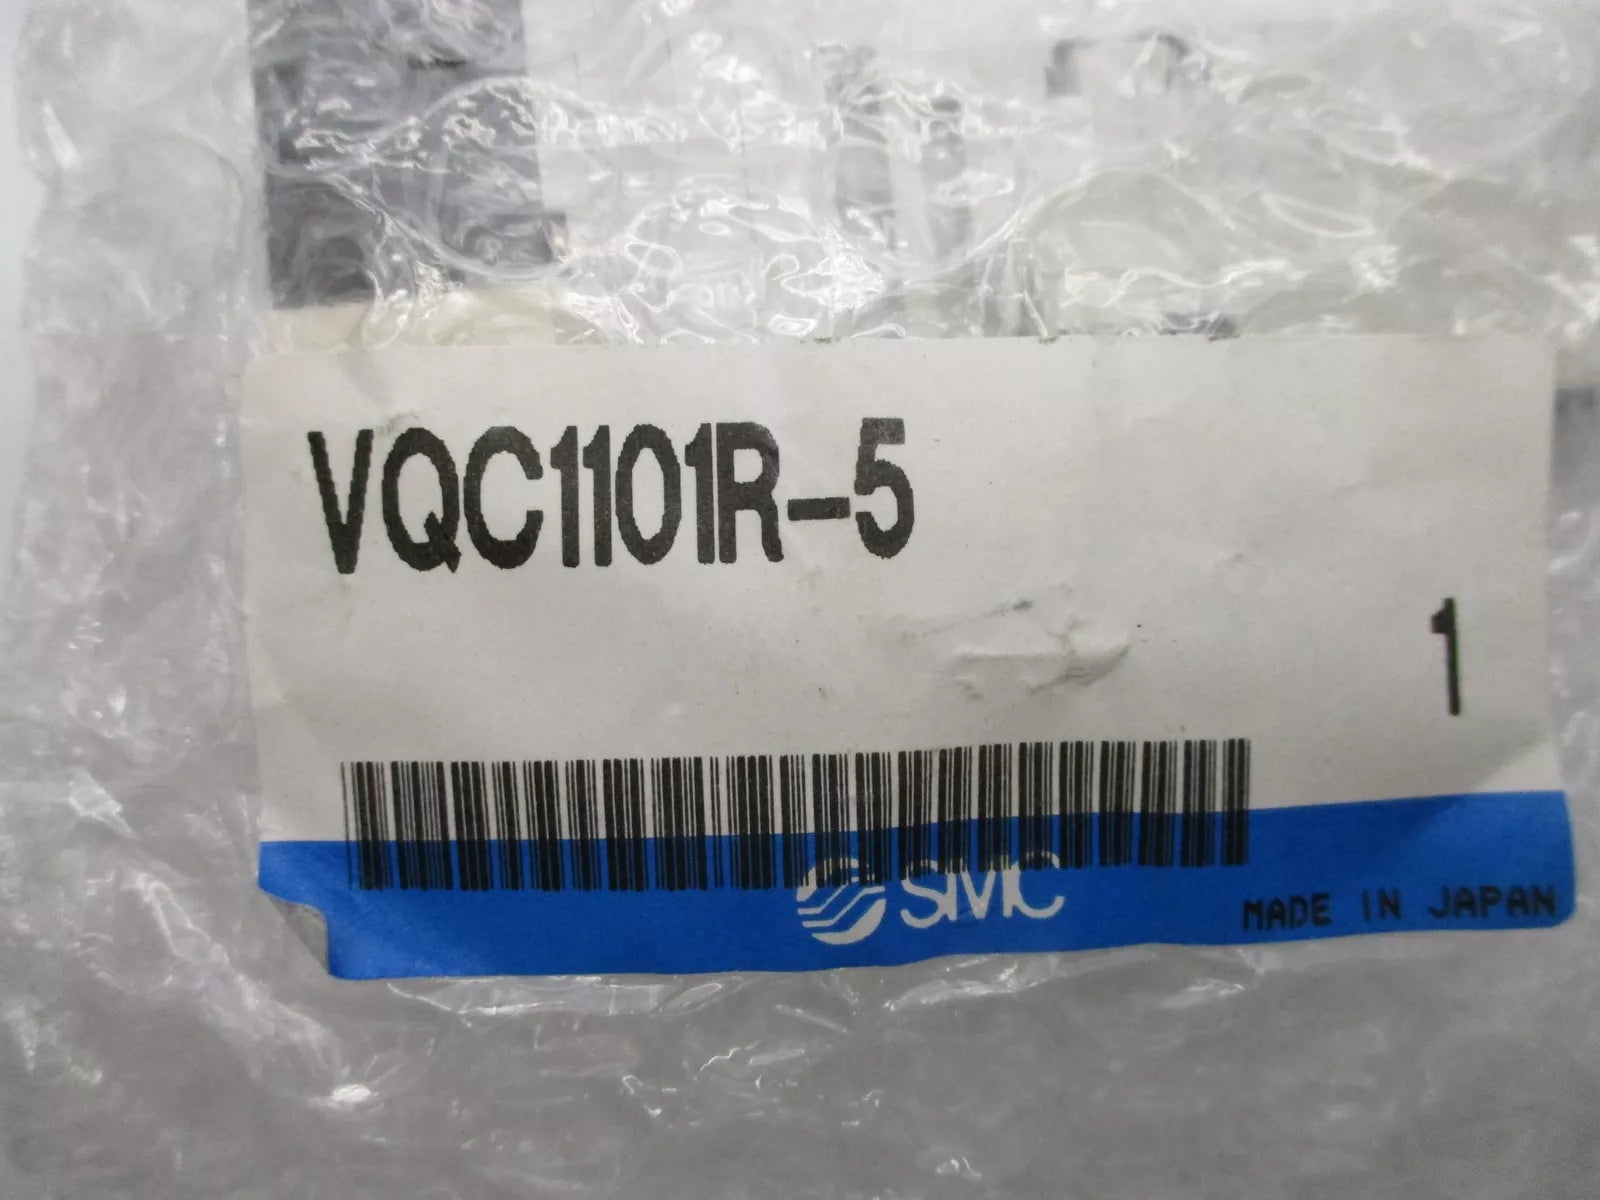 VQC1101R-5
1
SMC
MADE IN JAPAN